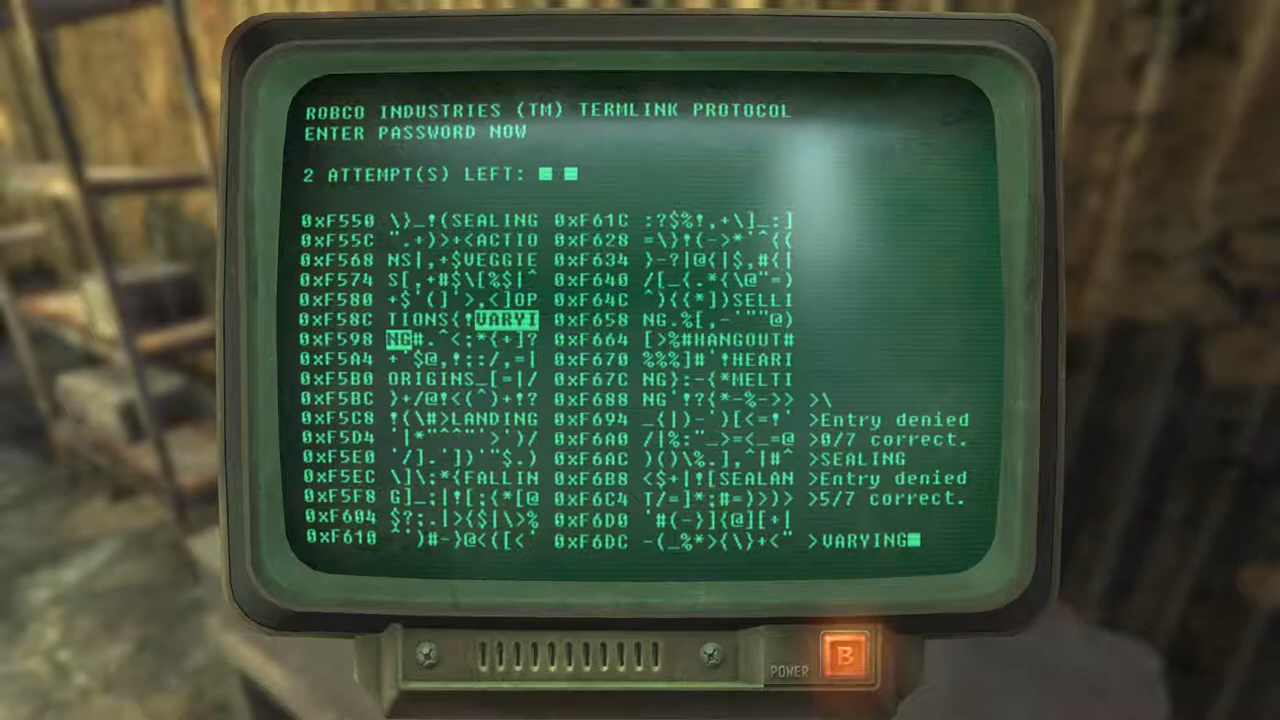 ROBCO INDUSTRIES (TM) TERMLINK PROTOCOL
ENTER PASSWORD NOW
2 ATTEMPT(S) LEFT: ■ ■
0xF550 \}_!(SEALING 0xF61C :?$%!,+\]_:]
0xF55C ".+)>+<ACTIO 0xF628 =\}!(->*"^{(
0xF568 NS|,+$VEGGIE 0xF634 }-?|@{|$,#{|
0xF574 S[,+#$\[%$|^ 0xF640 /[_{.*{\@"=)
0xF580 +$'(]'>,<]OP 0xF64C ^)({*])SELLI
0xF58C TIONS{!VARYI 0xF658 NG.%[,-'""@)
0xF598 NG#.^<;*{+]? 0xF664 [>%#HANGOUT#
0xF5A4 +"$@,!;:/,=| 0xF670 %%%]#'!HEARI
0xF5B0 ORIGINS_[=|/ 0xF67C NG}:-{*MELTI
0xF5BC }+/@!<(^)+!? 0xF688 NG'!?{*-%->> >\
0xF5C8 !(\#>LANDING 0xF694 _{|)-')[<=!' >Entry denied
0xF5D4 '|*^^^"'>')/ 0xF6A0 /|%:"_>=<_=@ >0/7 correct.
0xF5E0 '/].'])'"$.) 0xF6AC )()\%.],^|#^ >SEALING
0xF5EC \]\;*{FALLIN 0xF6B8 <$+|![SEALAN >Entry denied
0xF5F8 G]_;|![:{*[@ 0xF6C4 T/=]*;#=)>)> >5/7 correct.
0xF604 $?;.|>{$|\>% 0xF6D0 '#(-}]{@][+|
0xF610 ^')#-}@<([<' 0xF6DC -(_%*>{\}+<" >VARYING■
POWER
B